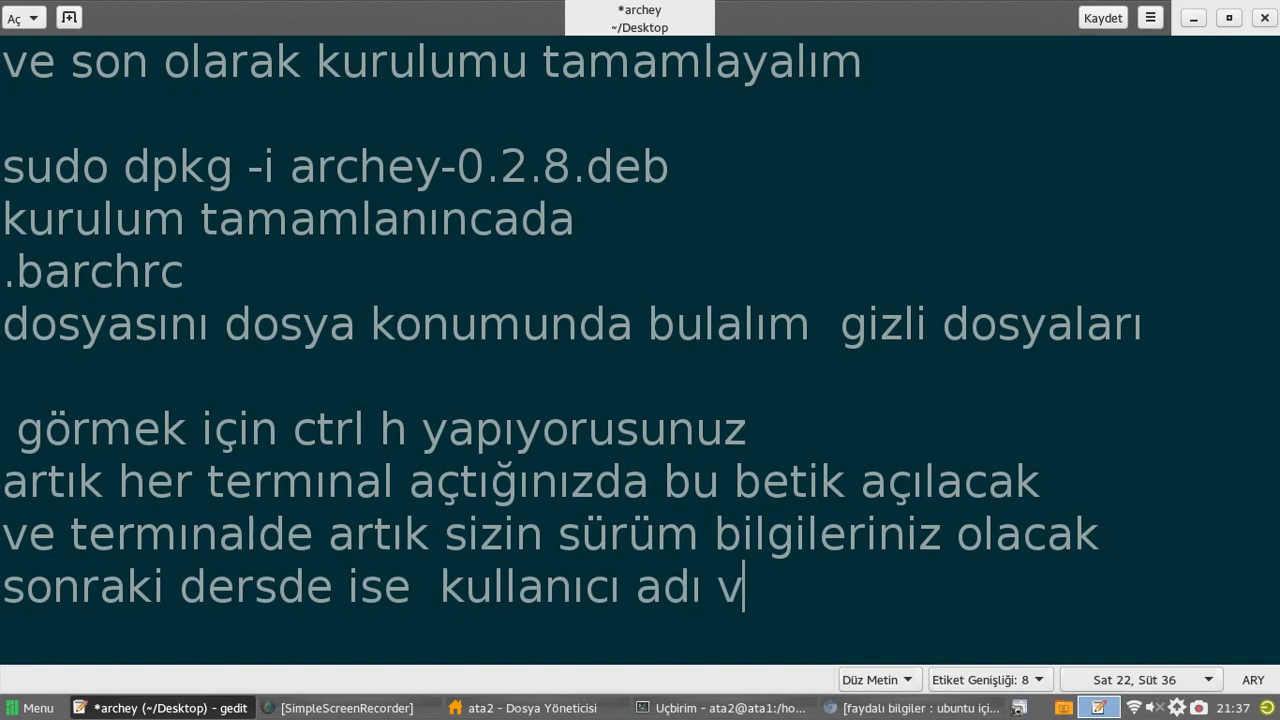 Aç
*archey
~/Desktop
Kaydet
ve son olarak kurulumu tamamlayalım
sudo dpkg -i archey-0.2.8.deb
kurulum tamamlanıncada
.barchrc
dosyasını dosya konumunda bulalım  gizli dosyaları
görmek için ctrl h yapıyorusunuz
artık her termınal açtığınızda bu betik açılacak
ve termınalde artık sizin sürüm bilgileriniz olacak
sonraki dersde ise  kullanıcı adı v
Düz Metin
Etiket Genişliği: 8
Sat 22, Süt 36
ARY
Menu
*archey (~/Desktop) - gedit
[SimpleScreenRecorder]
ata2 - Dosya Yöneticisi
Uçbirim - ata2@ata1:/ho...
[faydalı bilgiler : ubuntu içi...
21:37